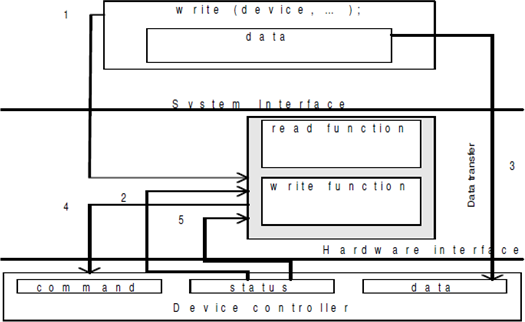 1
write (device, … );
data
System Interface
read function
write function
Data transfer
3
4
2
5
Hardware interface
command
status
data
Device controller